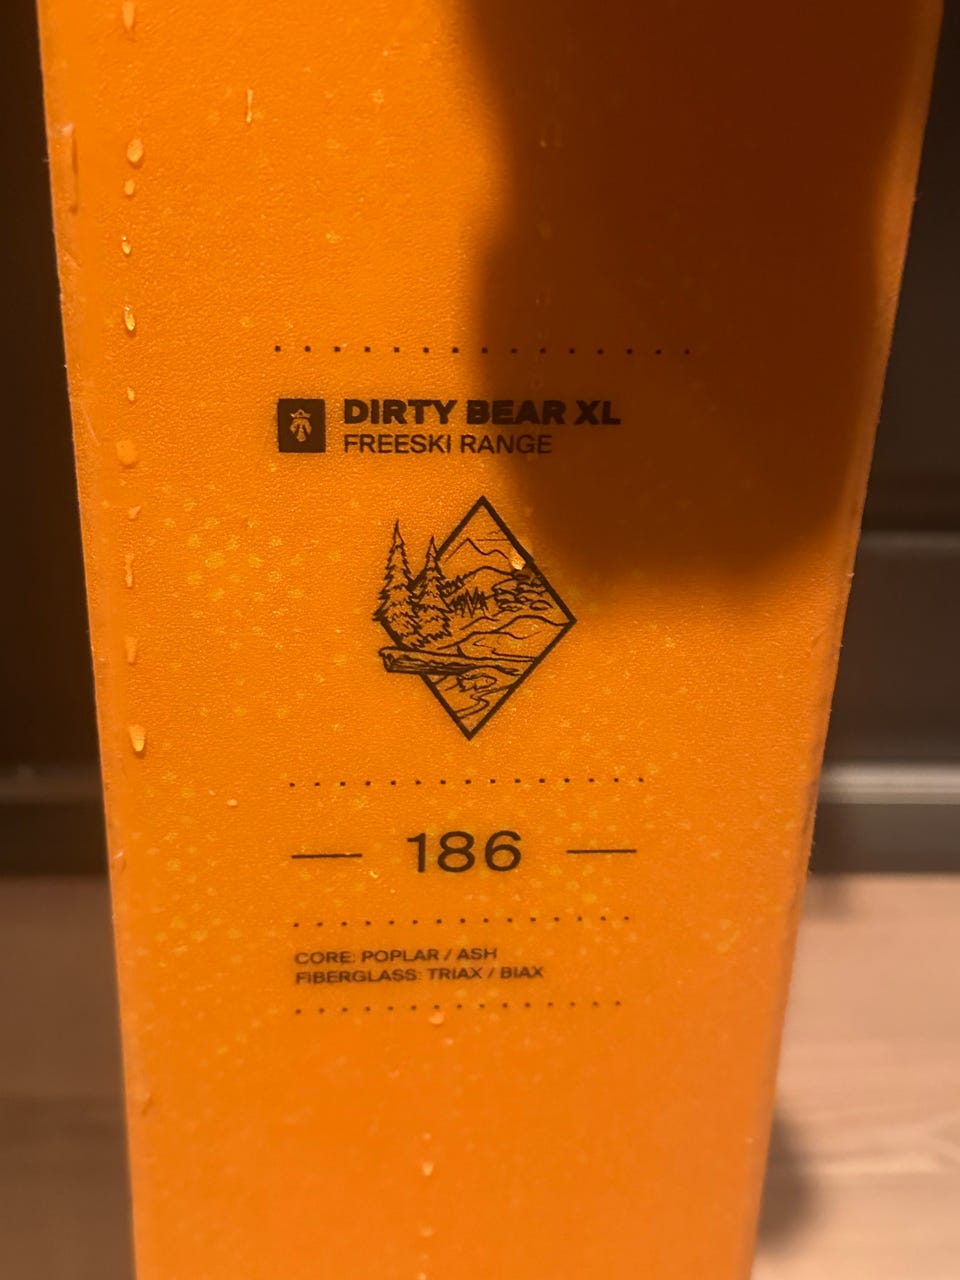 DIRTY BEAR XL
FREESKI RANGE
186
CORE: POPLAR / ASH
FIBERGLASS: TRIAX / BIAX